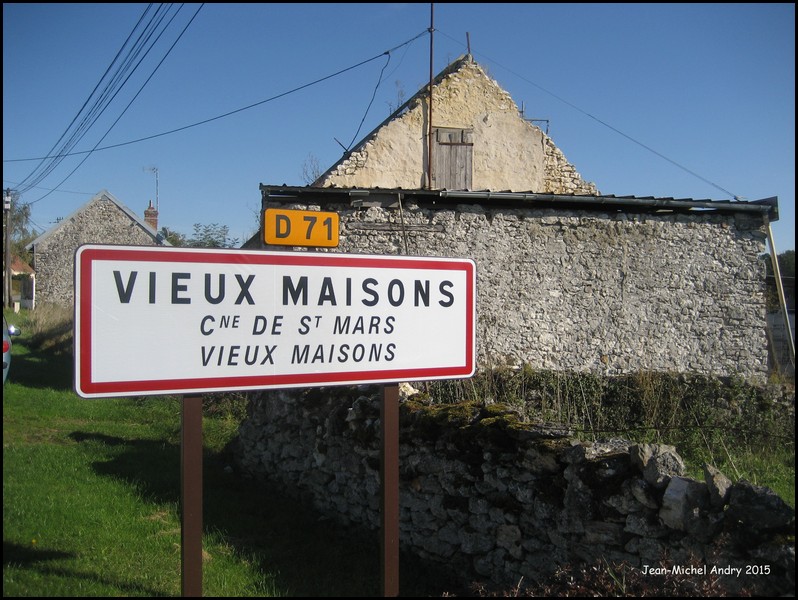 D 71
VIEUX MAISONS
CNE DE ST MARS
VIEUX MAISONS
Jean-Michel Andry 2015